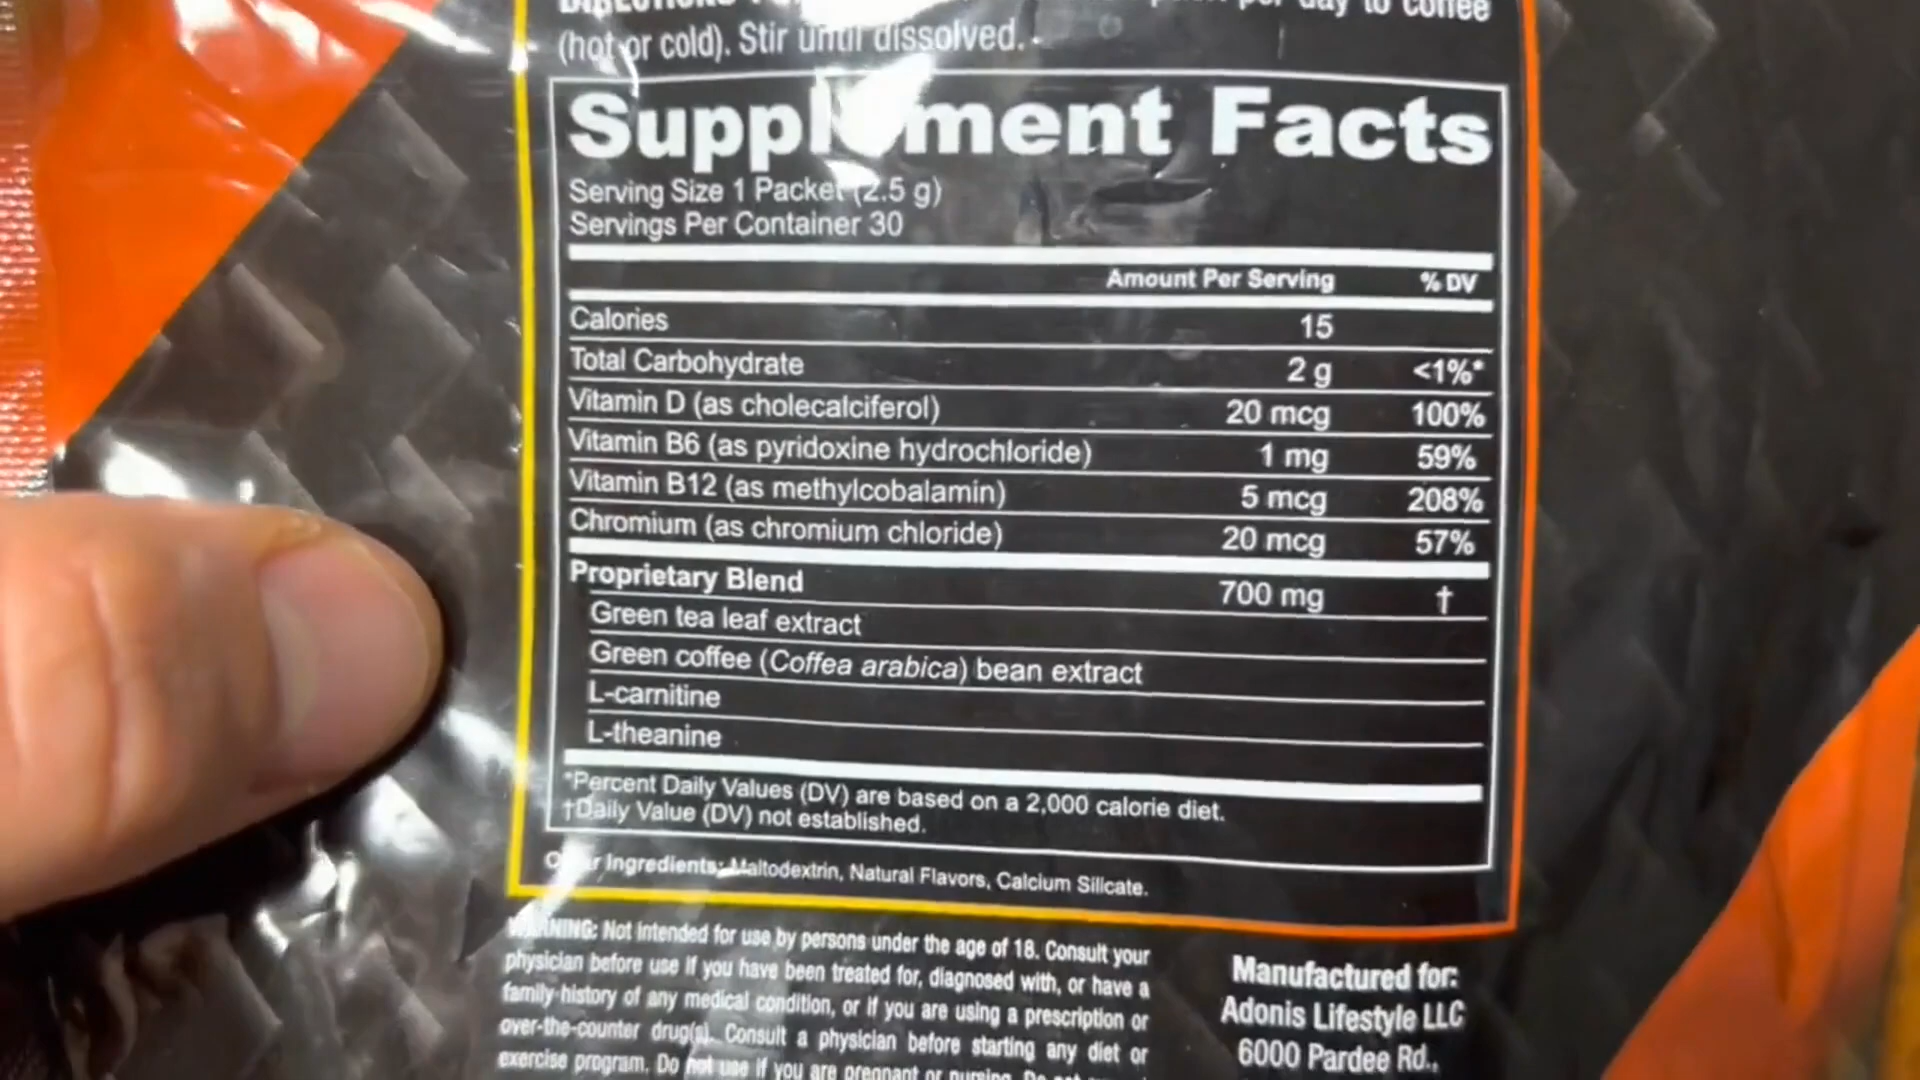 day to coffee
(hot or cold). Stir until dissolved.
Supplement Facts
Serving Size 1 Packet (2.5 g)
Servings Per Container 30
Amount Per Serving % DV
Calories 15
Total Carbohydrate 2 g <1%*
Vitamin D (as cholecalciferol) 20 mcg 100%
Vitamin B6 (as pyridoxine hydrochloride) 1 mg 59%
Vitamin B12 (as methylcobalamin) 5 mcg 208%
Chromium (as chromium chloride) 20 mcg 57%
Proprietary Blend 700 mg †
Green tea leaf extract
Green coffee (Coffea arabica) bean extract
L-carnitine
L-theanine
*Percent Daily Values (DV) are based on a 2,000 calorie diet.
†Daily Value (DV) not established.
Other Ingredients: Maltodextrin, Natural Flavors, Calcium Silicate.
WARNING: Not intended for use by persons under the age of 18. Consult your
physician before use if you have been treated for, diagnosed with, or have a
family history of any medical condition, or if you are using a prescription or
over-the-counter drug(s). Consult a physician before starting any diet or
exercise program. Do not use if you are pregnant or nursing. Do not
Manufactured for:
Adonis Lifestyle LLC
6000 Pardee Rd.,